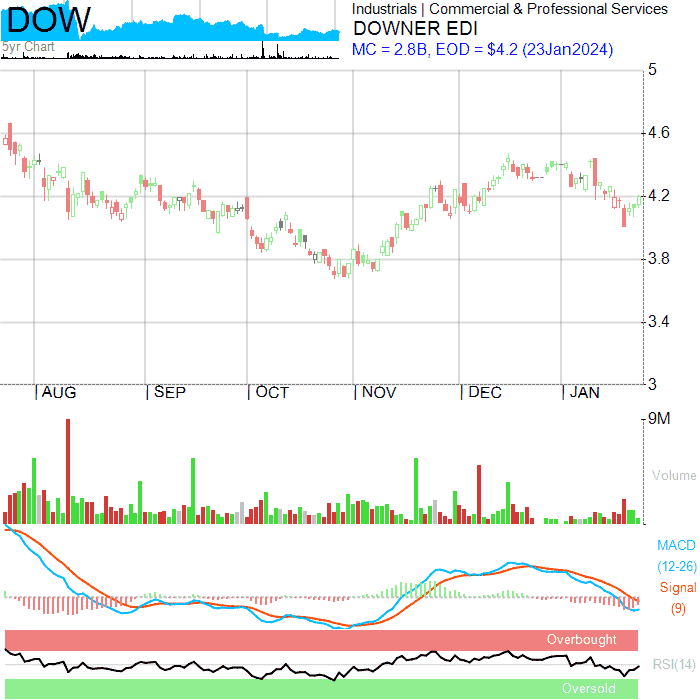 DOW
5yr Chart
Industrials | Commercial & Professional Services
DOWNER EDI
MC = 2.8B, EOD = $4.2 (23Jan2024)
5
4.6
4.2
3.8
3.4
3
| AUG | SEP | OCT | NOV | DEC | JAN
9M
Volume
MACD
(12-26)
Signal
(9)
Overbought
RSI(14)
Oversold